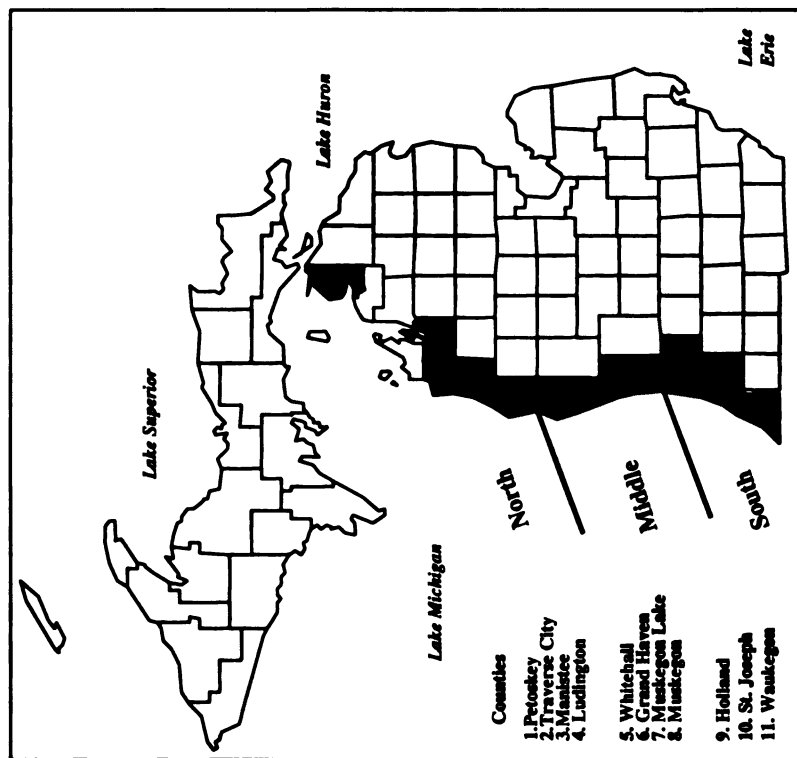 Lake Superior
Lake Huron
Lake Erie
Lake Michigan
North
Middle
South
Counties
1.Petoskey
2.Traverse City
3.Manistee
4. Ludington
5. Whitehall
6. Grand Haven
7. Muskegon Lake
8. Muskegon
9. Holland
10. St. Joseph
11. Waukegan